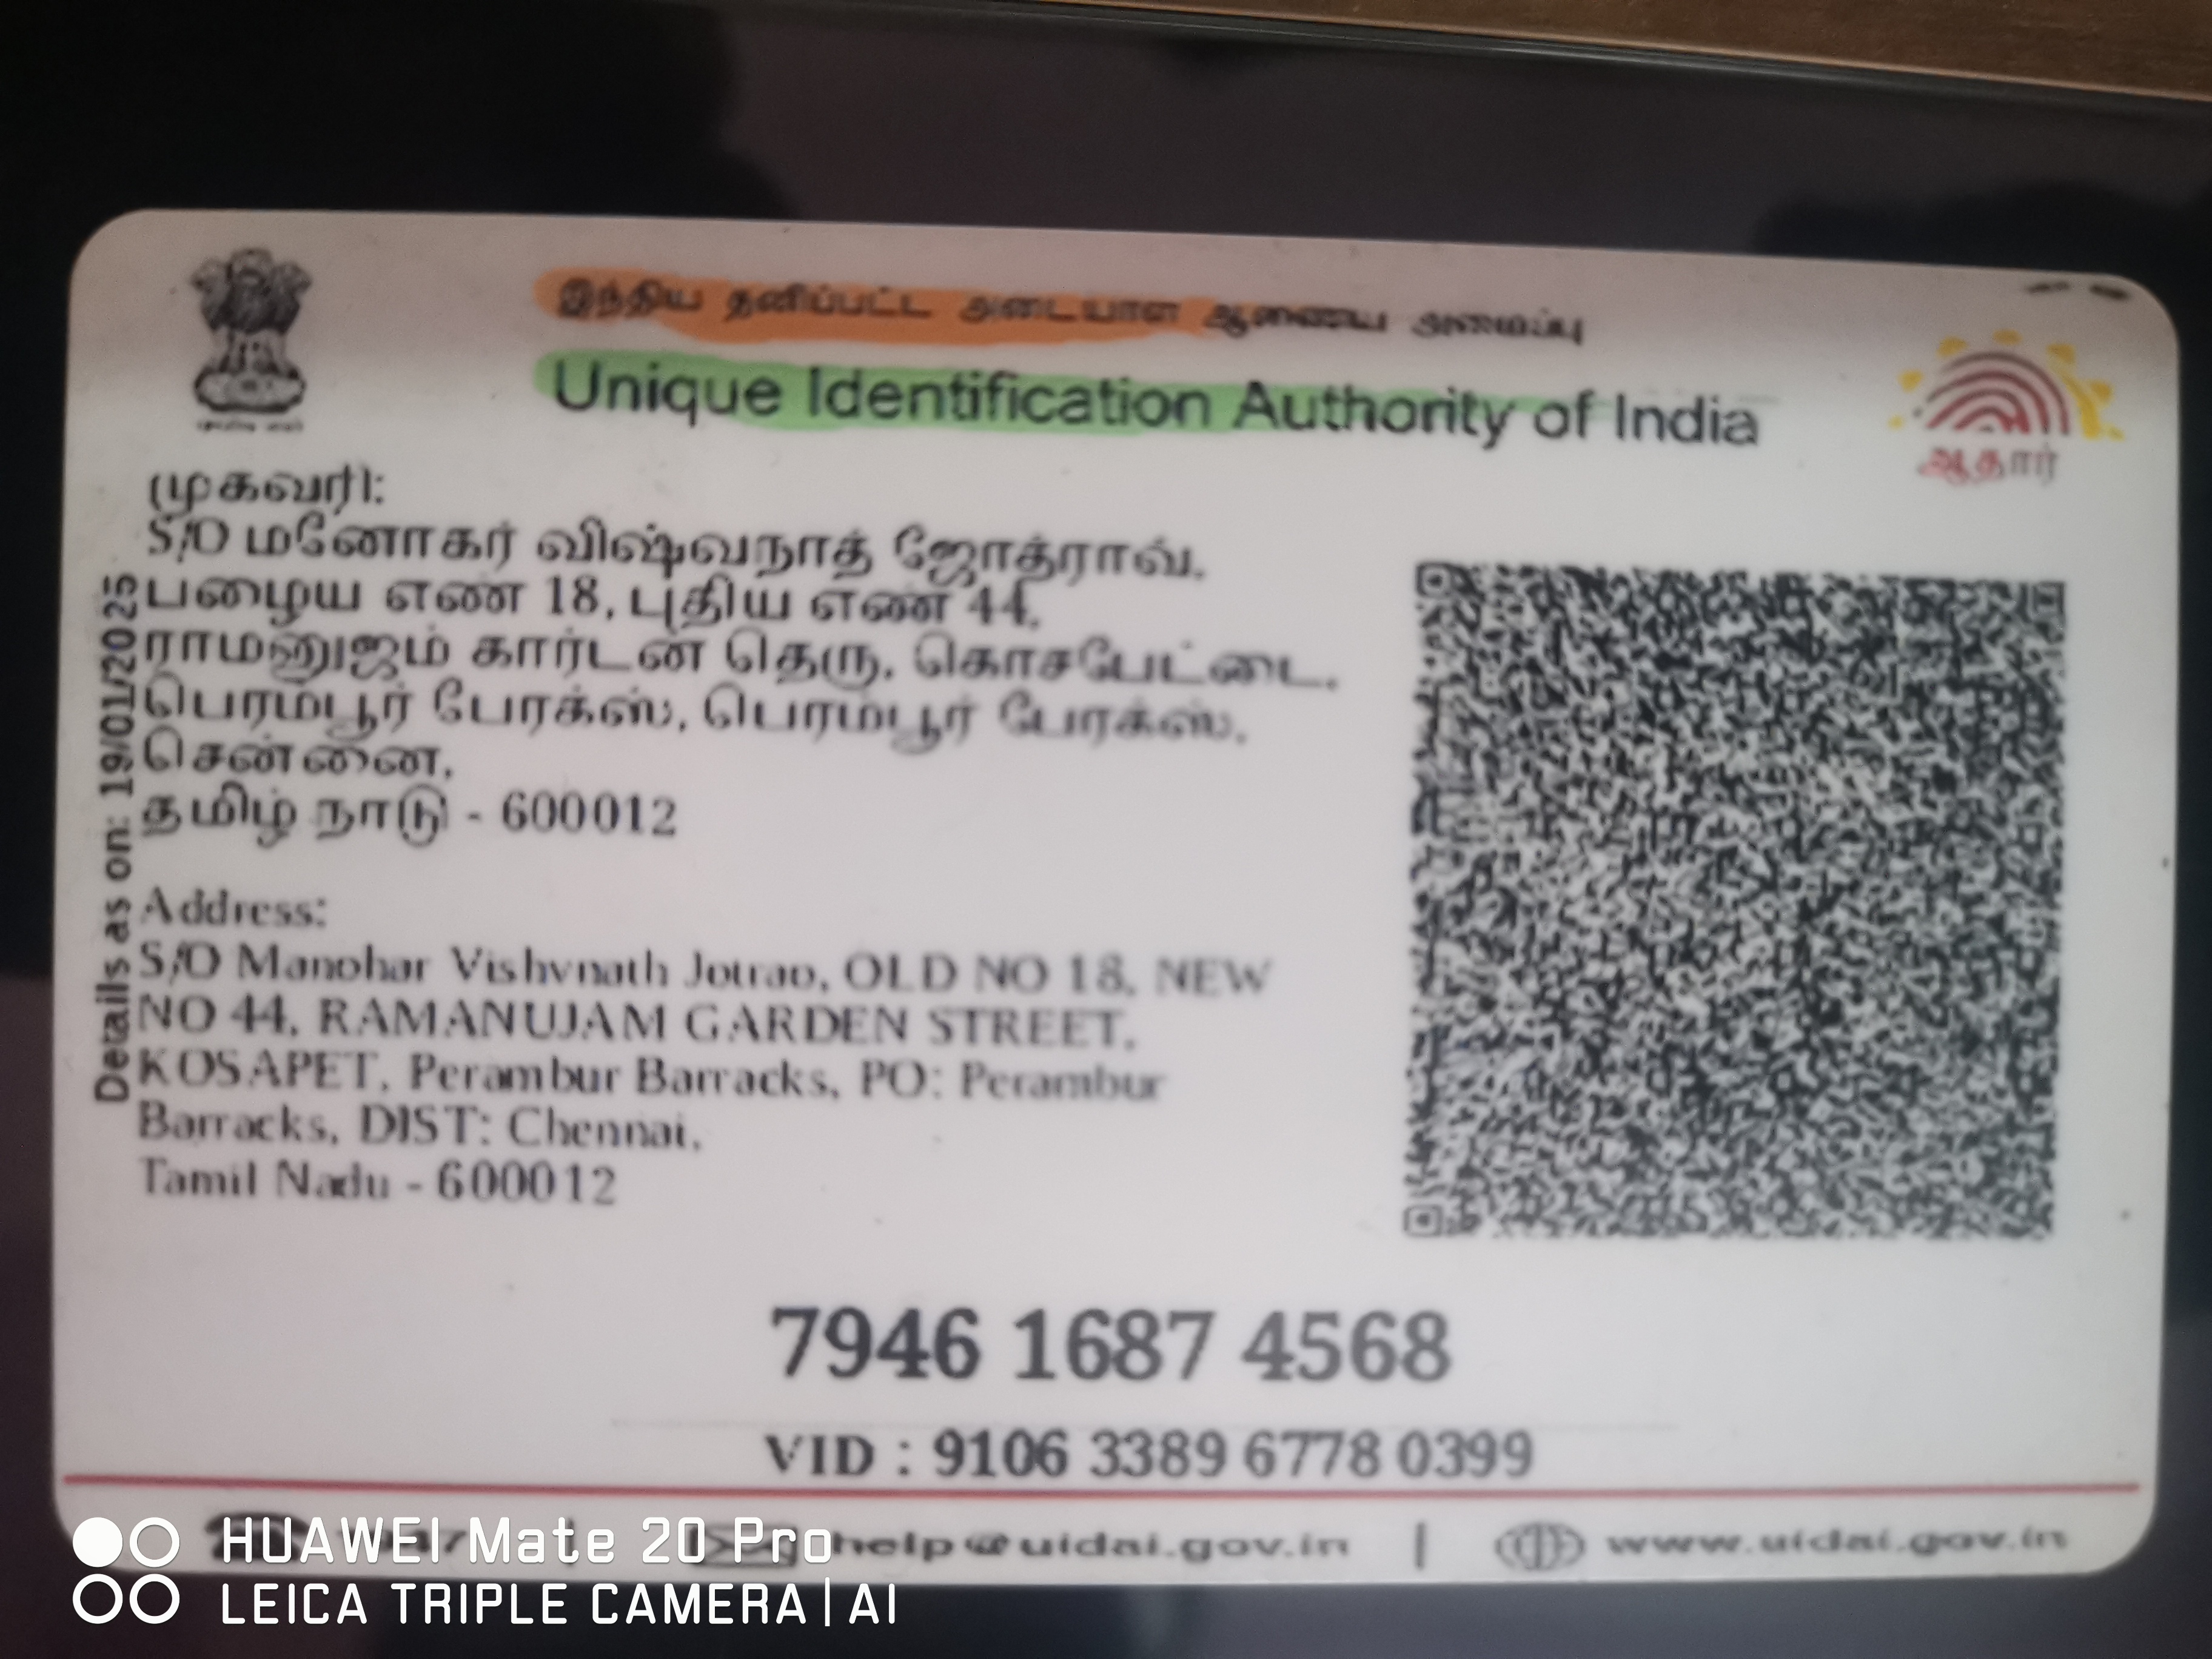 இந்திய தனிப்பட்ட அடையாள ஆணைய அமைப்பு
Unique Identification Authority of India
ஆதார்
முகவரி:
S/O மனோகர் விஷ்வநாத் ஜோத்ராவ்,
பழைய எண் 18, புதிய எண் 44,
ராமனுஜம் கார்டன் தெரு, கொசபேட்டை,
பெரம்பூர் பேரக்ஸ், பெரம்பூர் பேரக்ஸ்,
சென்னை,
தமிழ் நாடு - 600012
Details as on: 19/01/2025
Address:
S/O Manohar Vishvnath Jotrao, OLD NO 18, NEW
NO 44, RAMANUJAM GARDEN STREET,
KOSAPET, Perambur Barracks, PO: Perambur
Barracks, DIST: Chennai,
Tamil Nadu - 600012
7946 1687 4568
VID : 9106 3389 6778 0399
help@uidai.gov.in | www.uidai.gov.in
HUAWEI Mate 20 Pro
LEICA TRIPLE CAMERA | AI